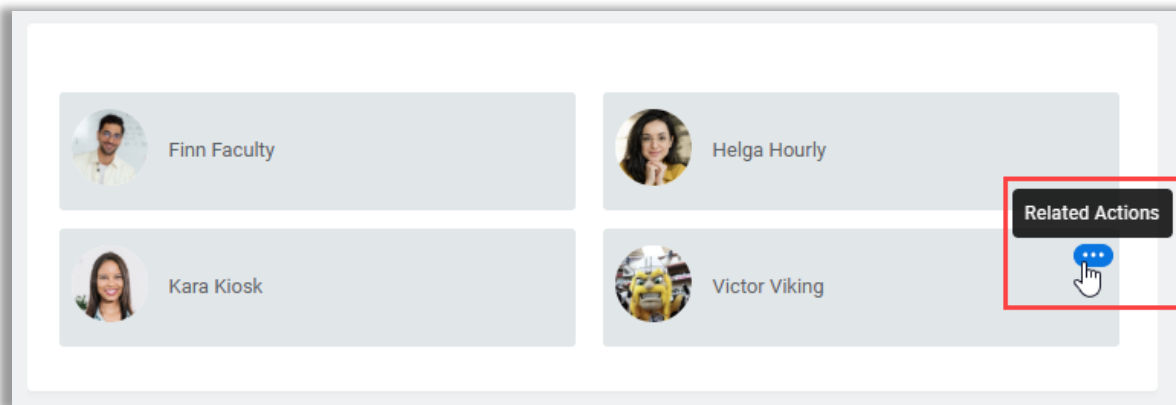 Finn Faculty
Helga Hourly
Related Actions
Kara Kiosk
Victor Viking